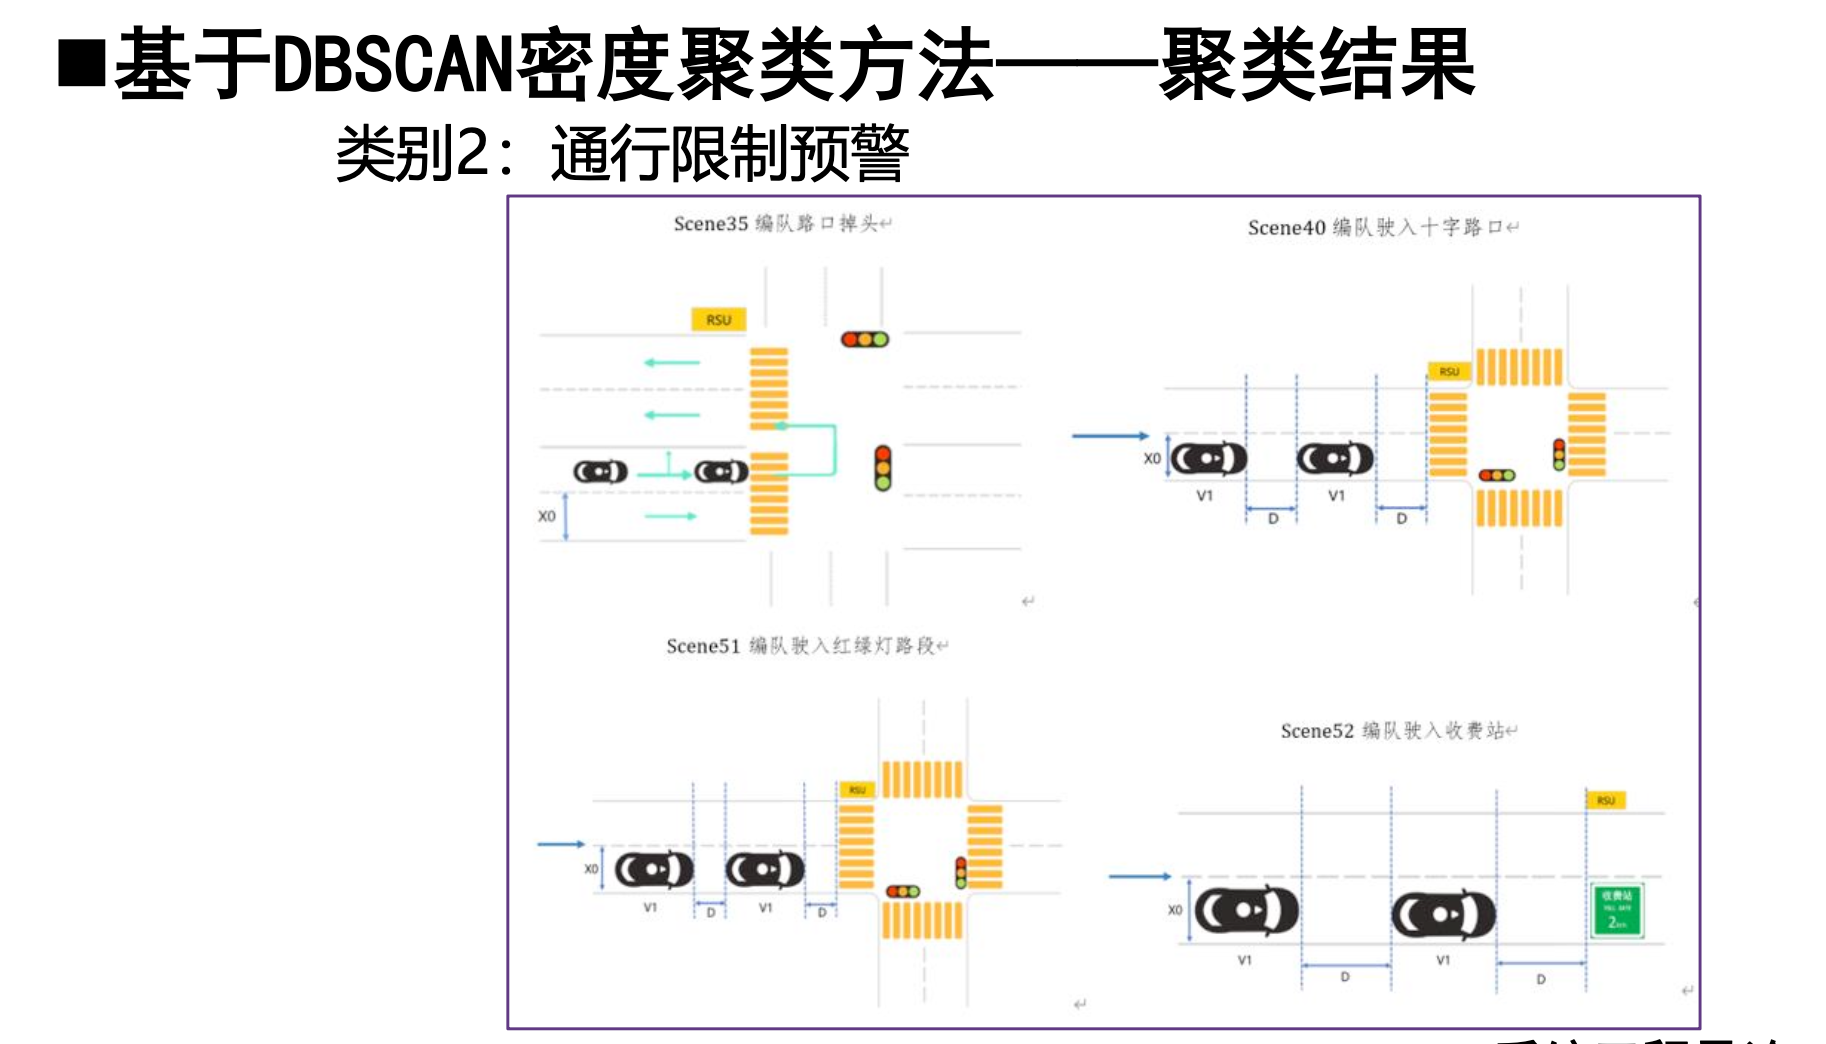 ■基于DBSCAN密度聚类方法——聚类结果
类别2：通行限制预警
Scene35 编队路口掉头↵
RSU
X0
↵
Scene40 编队驶入十字路口↵
RSU
X0
V1
V1
D
D
Scene51 编队驶入红绿灯路段↵
RSU
X0
V1
D
V1
D
↵
Scene52 编队驶入收费站↵
RSU
X0
收费站
TOLL GATE
2km
V1
V1
D
D
↵